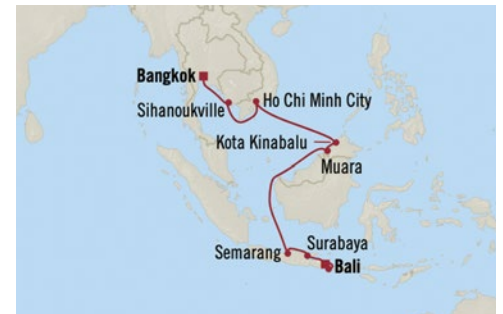 Bangkok
Sihanoukville
Ho Chi Minh City
Kota Kinabalu
Muara
Semarang
Surabaya
Bali